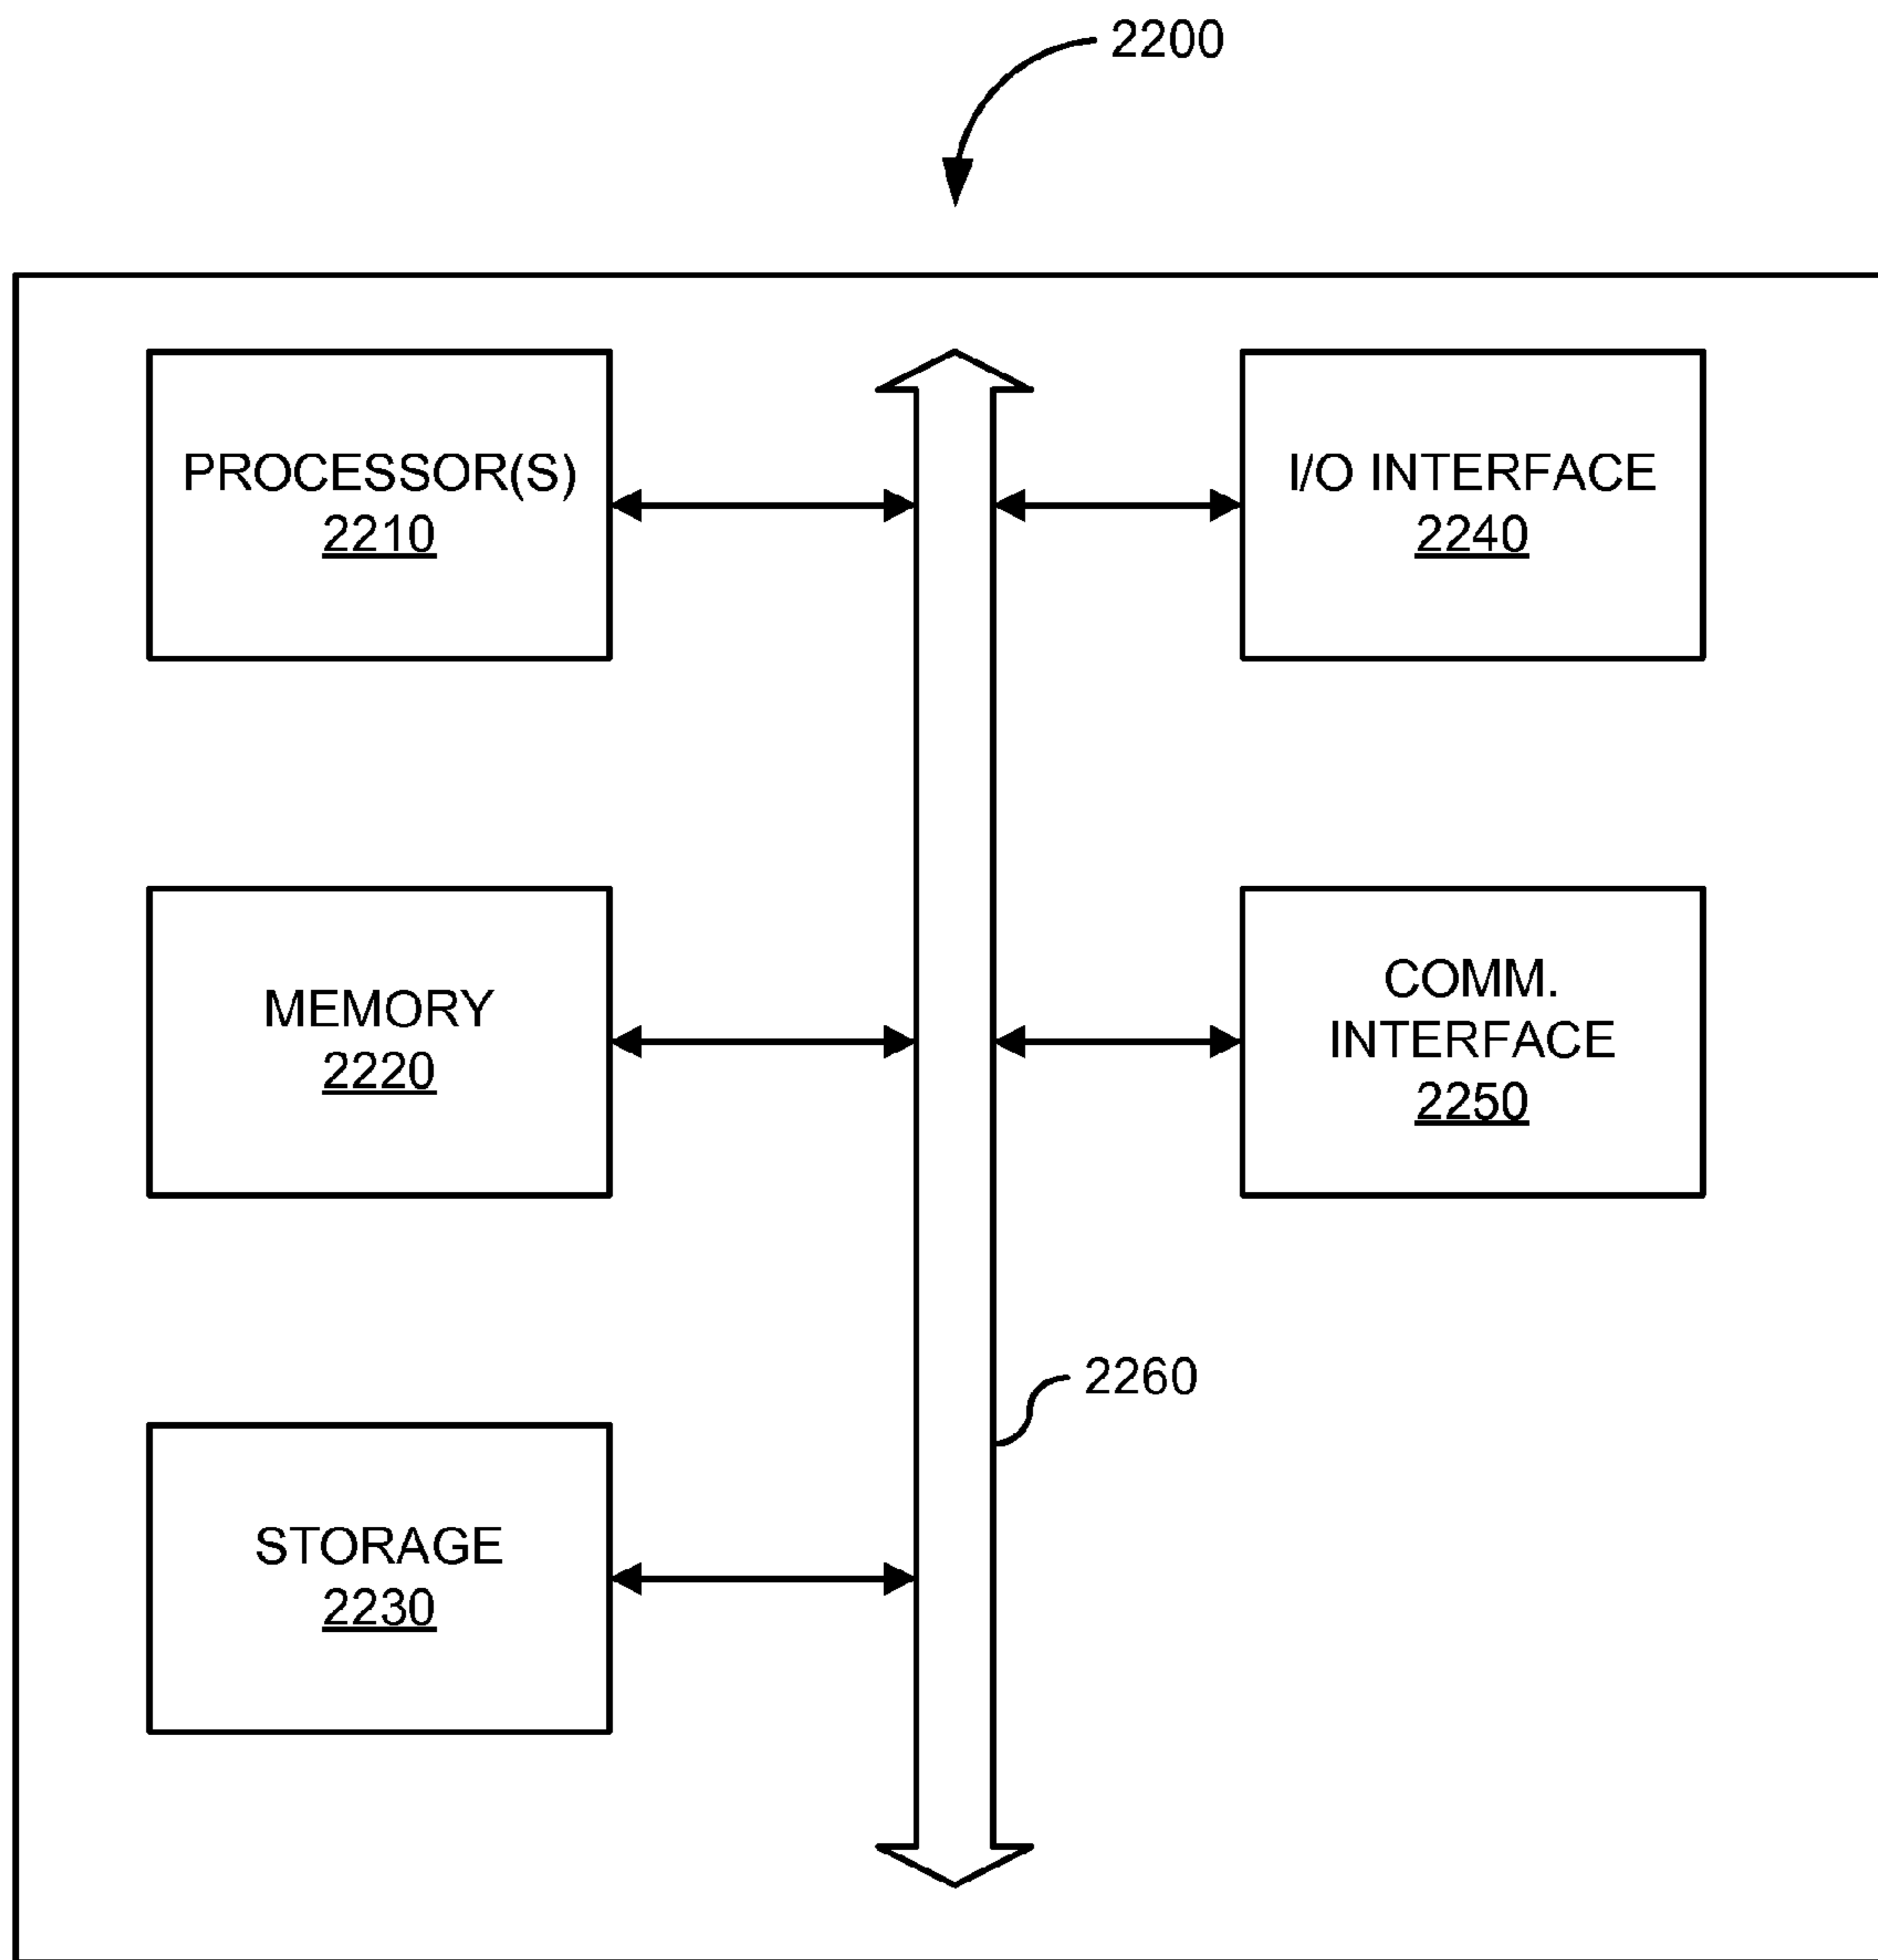 2200
PROCESSOR(S)
2210
I/O INTERFACE
2240
MEMORY
2220
COMM.
INTERFACE
2250
2260
STORAGE
2230